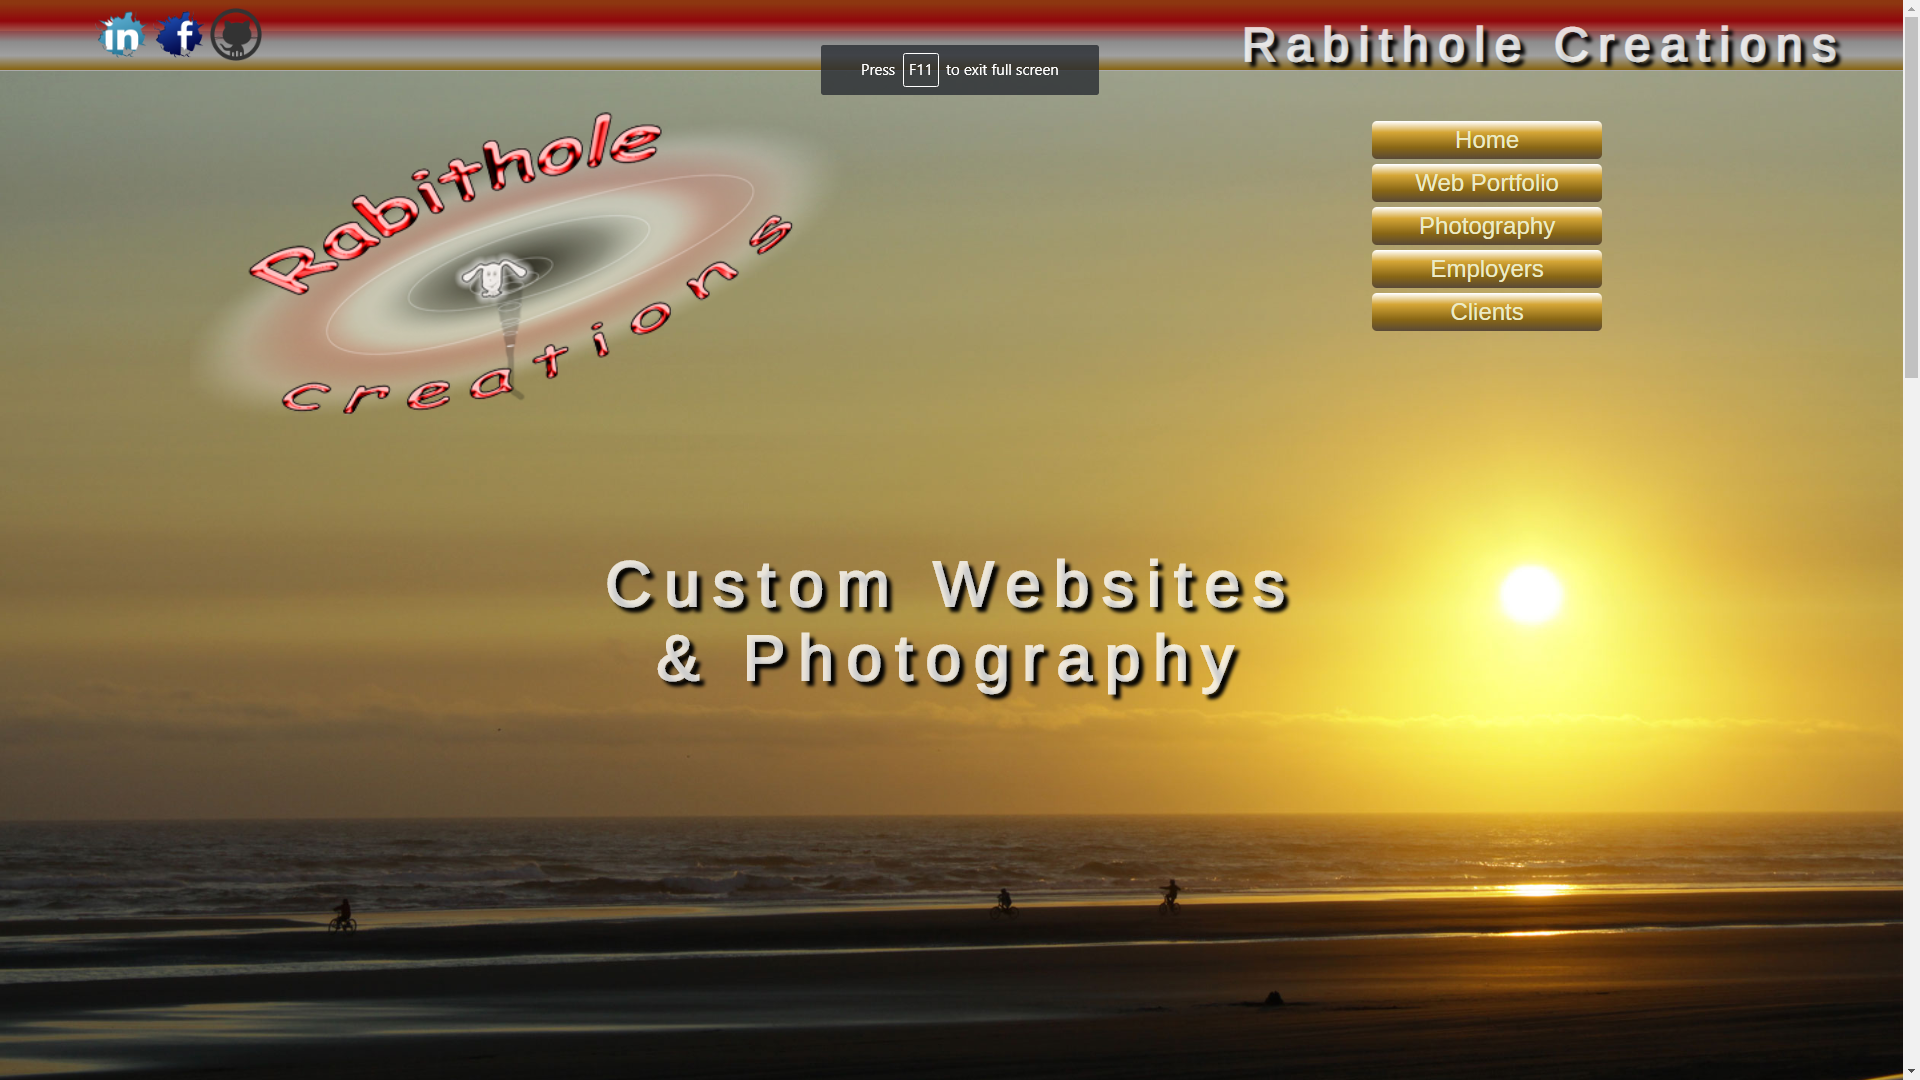 in f
Rabithole Creations
Press F11 to exit full screen
Rabithole
creations
Home
Web Portfolio
Photography
Employers
Clients
Custom Websites
& Photography